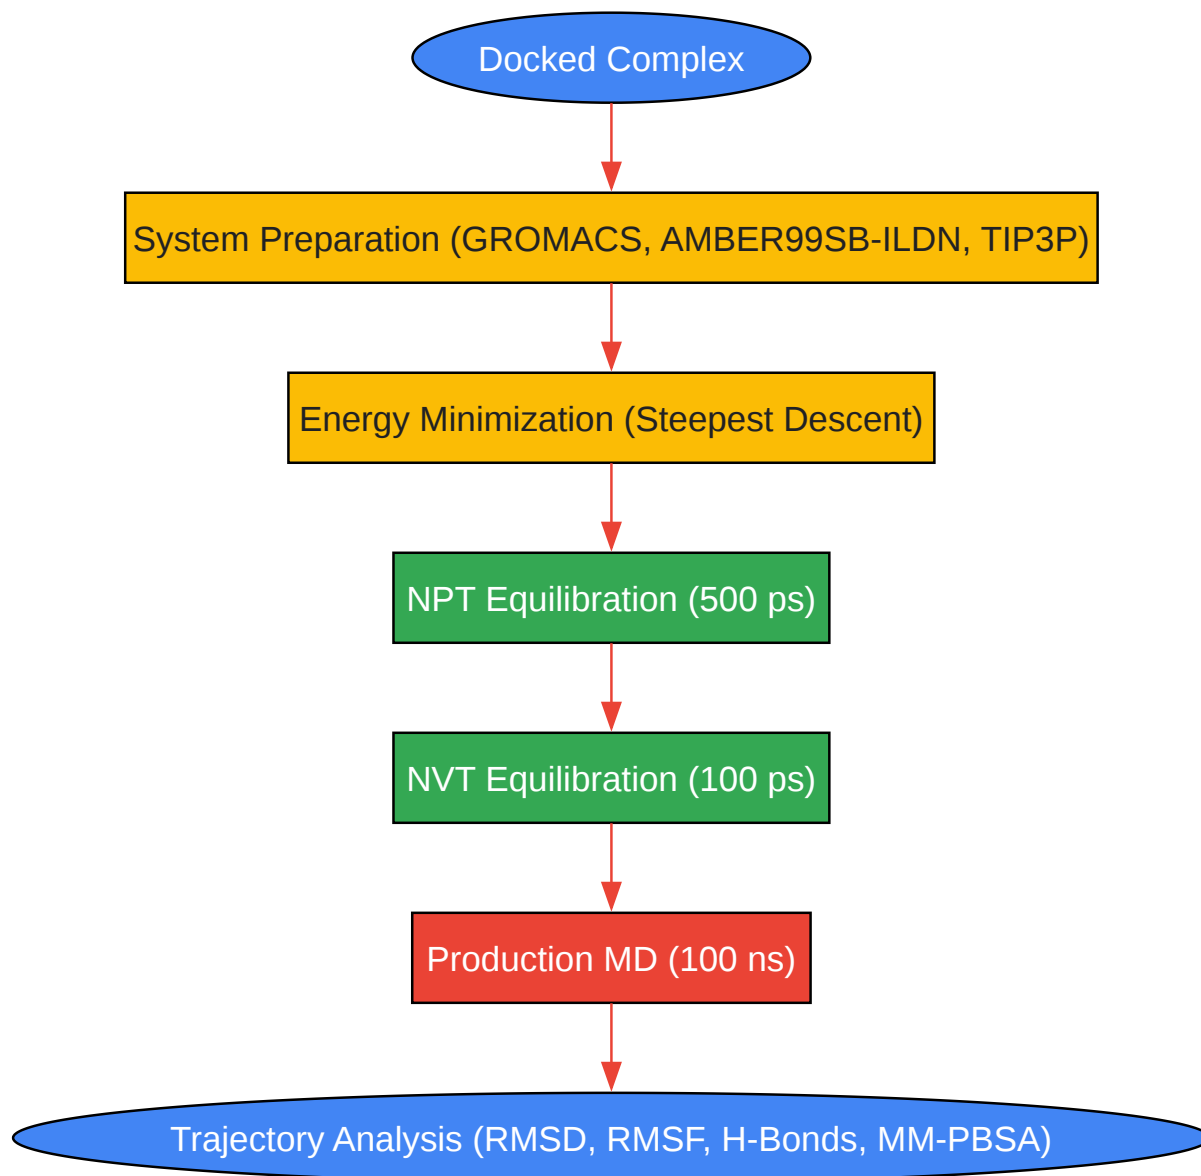 Docked Complex
System Preparation (GROMACS, AMBER99SB-ILDN, TIP3P)
Energy Minimization (Steepest Descent)
NPT Equilibration (500 ps)
NVT Equilibration (100 ps)
Production MD (100 ns)
Trajectory Analysis (RMSD, RMSF, H-Bonds, MM-PBSA)